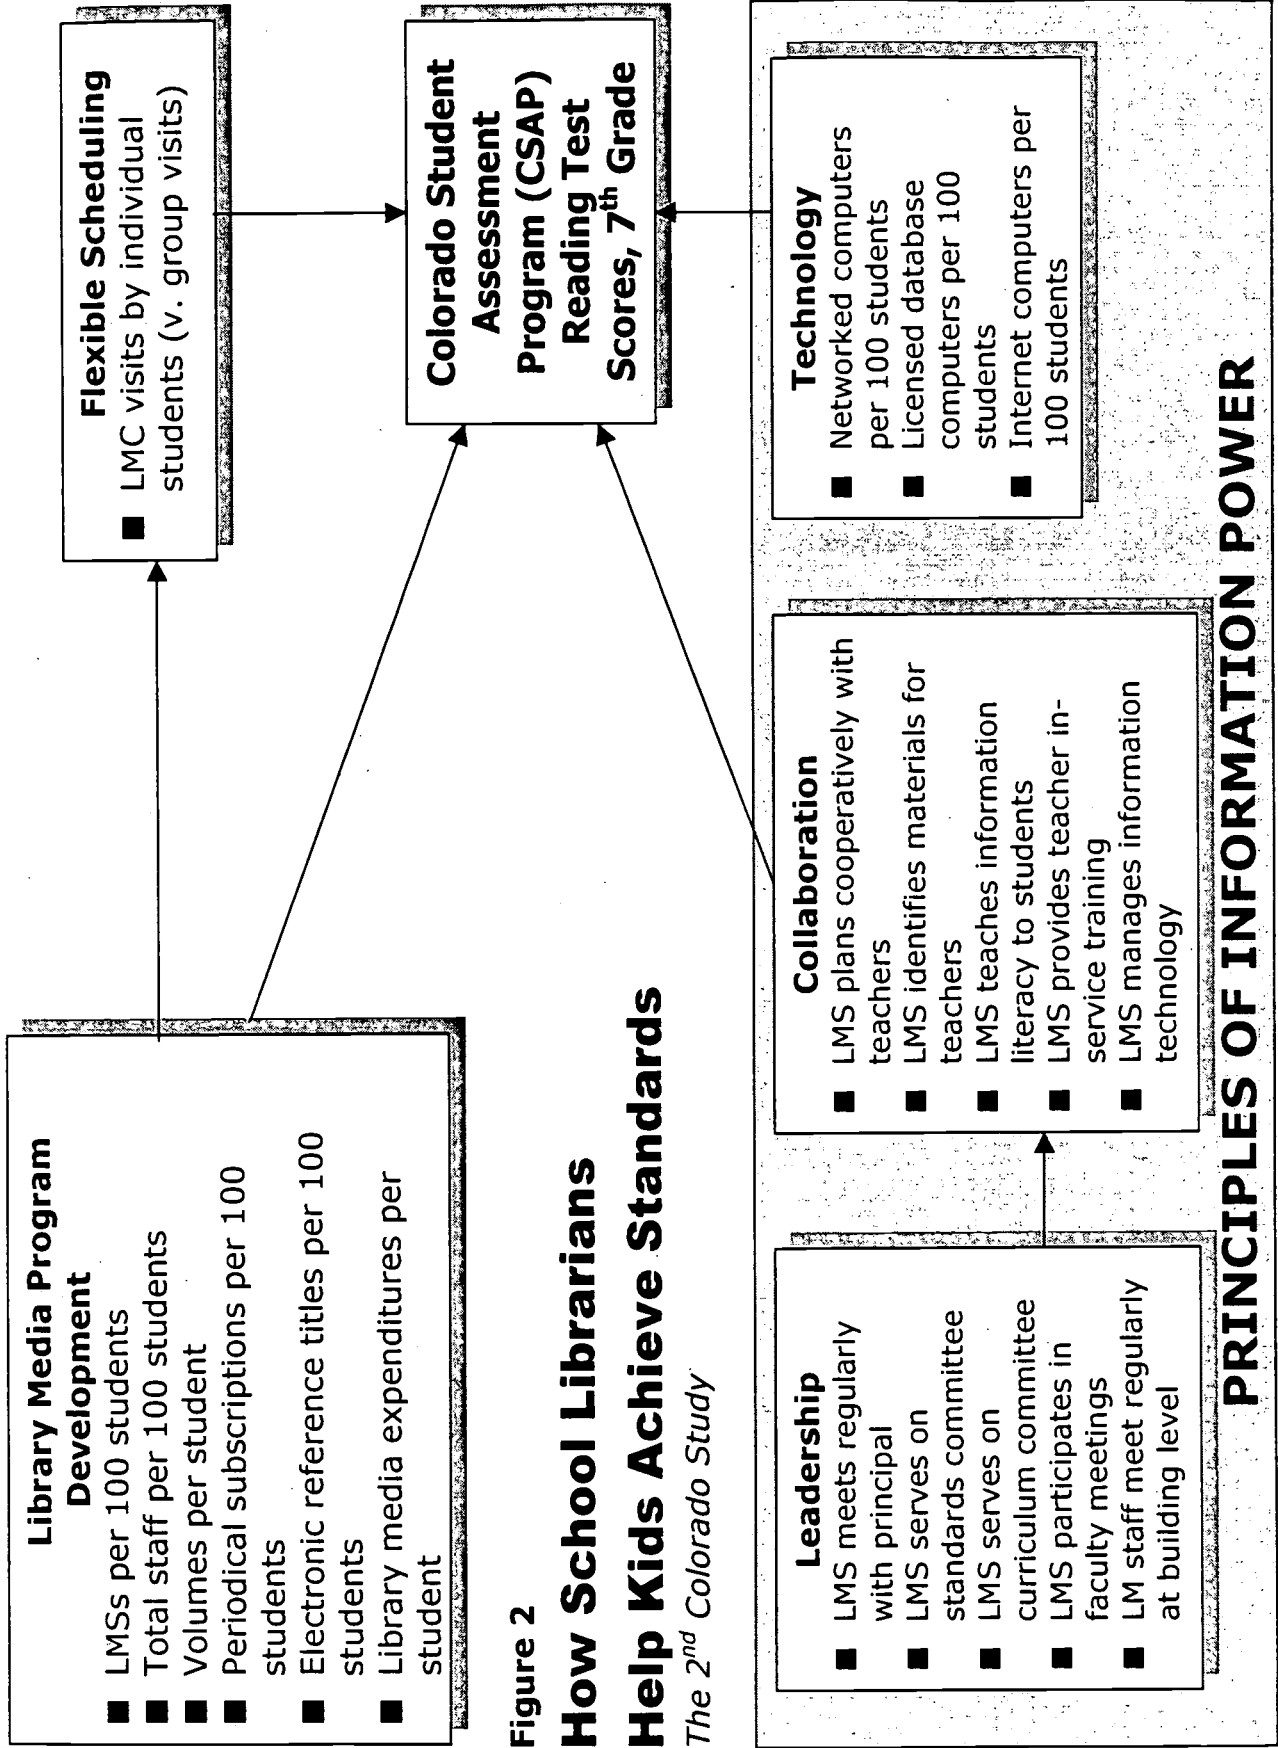 Library Media Program
Development
■ LMSs per 100 students
■ Total staff per 100 students
■ Volumes per student
■ Periodical subscriptions per 100
students
■ Electronic reference titles per 100
students
■ Library media expenditures per
student
Flexible Scheduling
■ LMC visits by individual
students (v. group visits)
Colorado Student
Assessment
Program (CSAP)
Reading Test
Scores, 7th Grade
Figure 2
How School Librarians
Help Kids Achieve Standards
The 2nd Colorado Study
Leadership
■ LMS meets regularly
with principal
■ LMS serves on
standards committee
■ LMS serves on
curriculum committee
■ LMS participates in
faculty meetings
■ LM staff meet regularly
at building level
Collaboration
■ LMS plans cooperatively with
teachers
■ LMS identifies materials for
teachers
■ LMS teaches information
literacy to students
■ LMS provides teacher in-
service training
■ LMS manages information
technology
Technology
■ Networked computers
per 100 students
■ Licensed database
computers per 100
students
■ Internet computers per
100 students
PRINCIPLES OF INFORMATION POWER